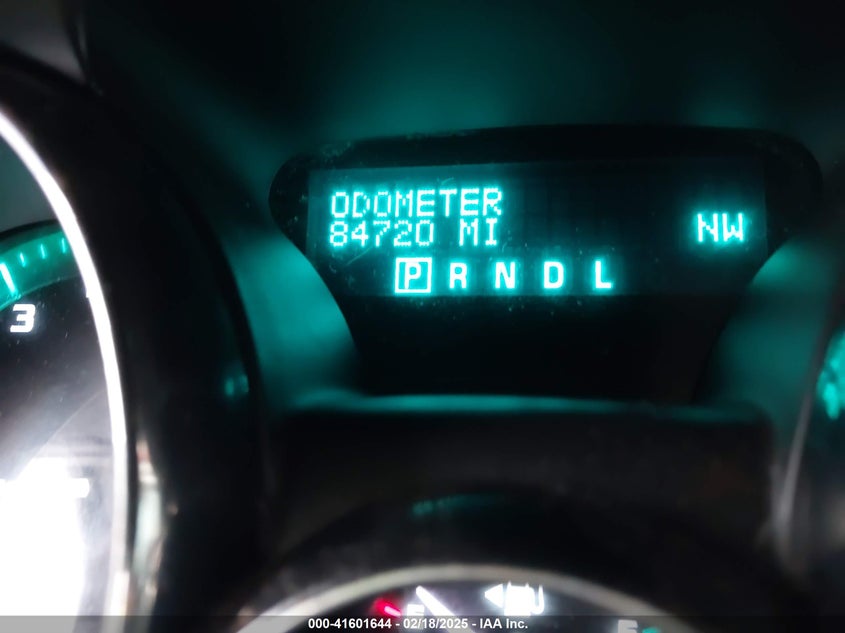 ODOMETER
84720 MI
NW
P R N D L
3
E
000-41601644 - 02/18/2025 - IAA Inc.